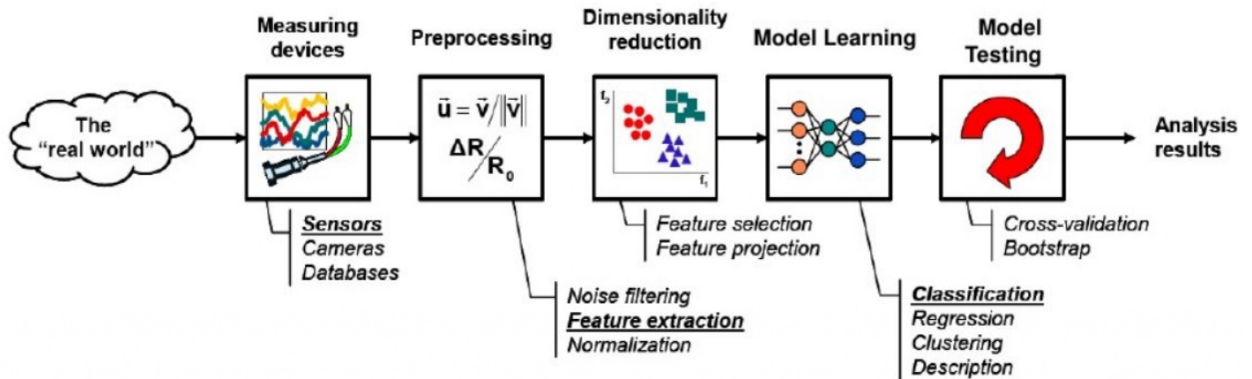 Measuring
devices
Preprocessing
Dimensionality
reduction
Model Learning
Model
Testing
The
"real world"
u⃗ = v⃗/‖v⃗‖
ΔR/R₀
f₂
f₁
Analysis
results
Sensors
Cameras
Databases
Noise filtering
Feature extraction
Normalization
Feature selection
Feature projection
Classification
Regression
Clustering
Description
Cross-validation
Bootstrap